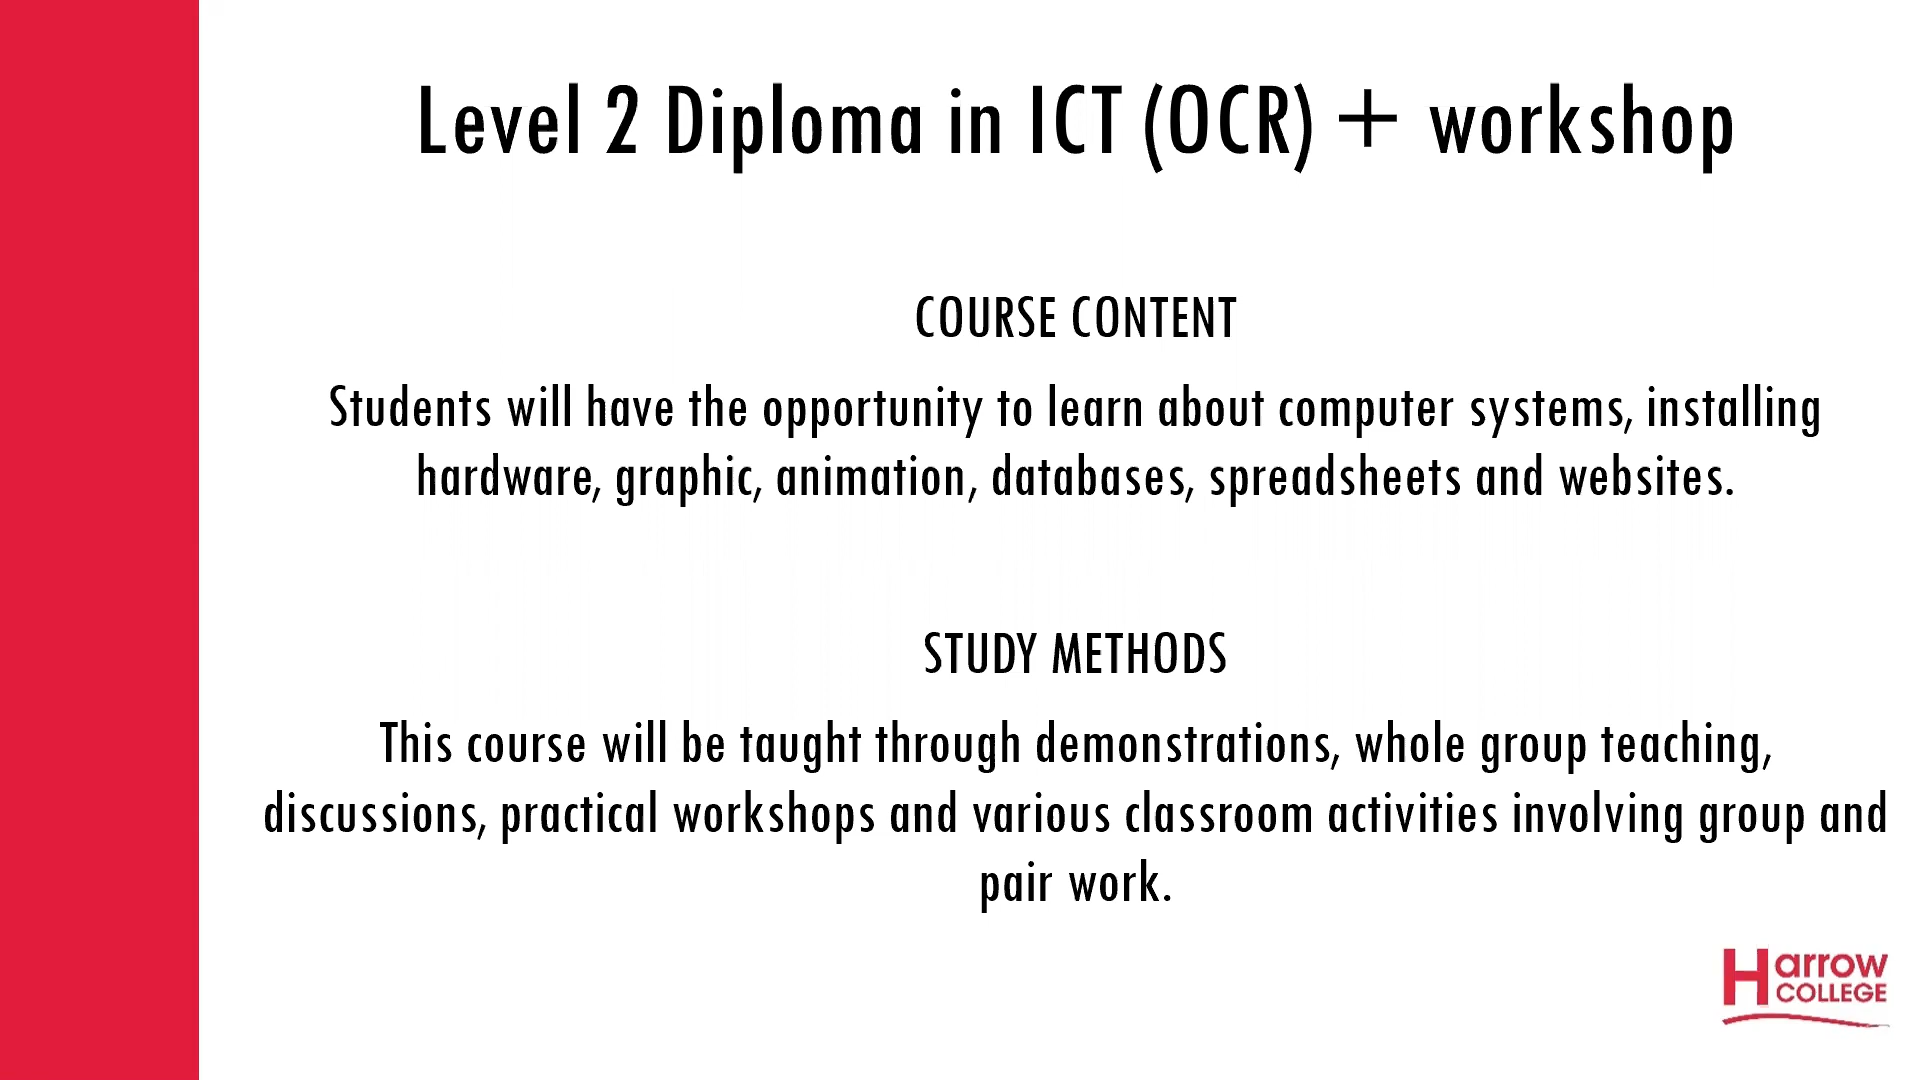 Level 2 Diploma in ICT (OCR) + workshop
COURSE CONTENT
Students will have the opportunity to learn about computer systems, installing
hardware, graphic, animation, databases, spreadsheets and websites.
STUDY METHODS
This course will be taught through demonstrations, whole group teaching,
discussions, practical workshops and various classroom activities involving group and
pair work.
Harrow
COLLEGE